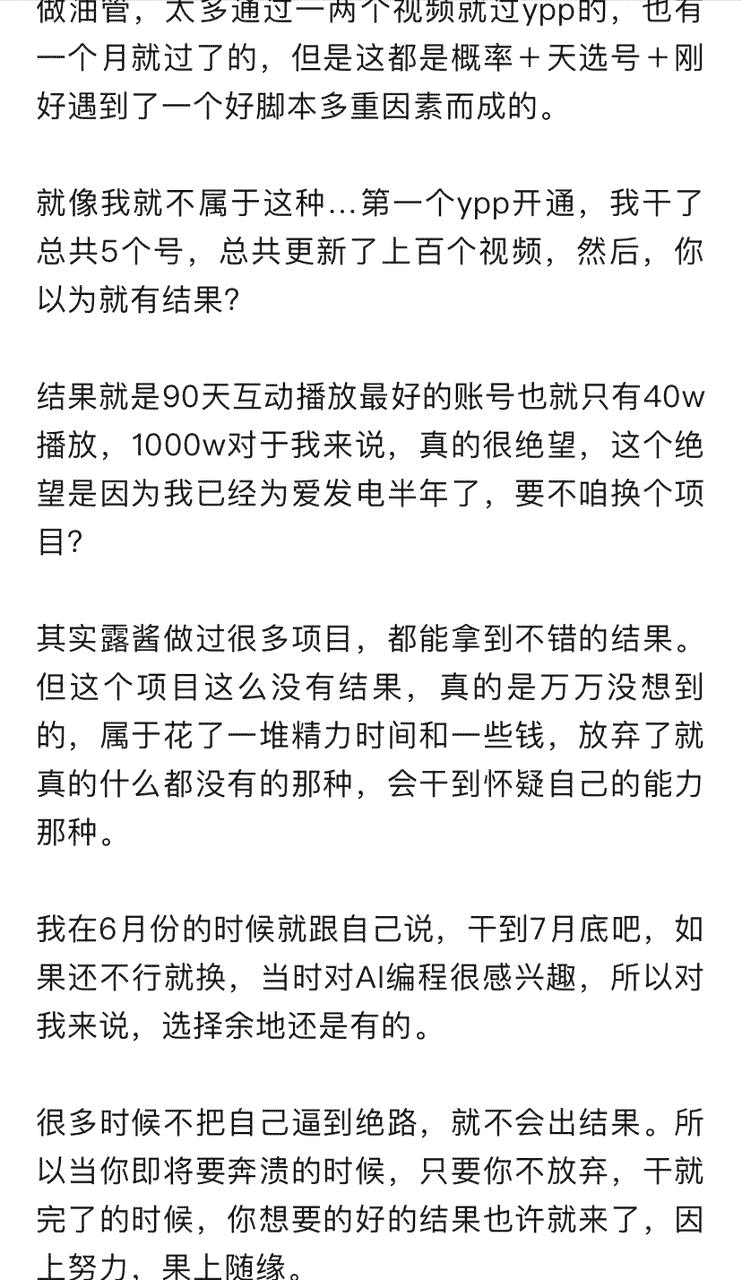 做油管，太多通过一两个视频就过ypp的，也有
一个月就过了的，但是这都是概率＋天选号＋刚
好遇到了一个好脚本多重因素而成的。
就像我就不属于这种...第一个ypp开通，我干了
总共5个号，总共更新了上百个视频，然后，你
以为就有结果？
结果就是90天互动播放最好的账号也就只有40w
播放，1000w对于我来说，真的很绝望，这个绝
望是因为我已经为爱发电半年了，要不咱换个项
目？
其实露酱做过很多项目，都能拿到不错的结果。
但这个项目这么没有结果，真的是万万没想到
的，属于花了一堆精力时间和一些钱，放弃了就
真的什么都没有的那种，会干到怀疑自己的能力
那种。
我在6月份的时候就跟自己说，干到7月底吧，如
果还不行就换，当时对AI编程很感兴趣，所以对
我来说，选择余地还是有的。
很多时候不把自己逼到绝路，就不会出结果。所
以当你即将要奔溃的时候，只要你不放弃，干就
完了的时候，你想要的好的结果也许就来了，因
上努力，果上随缘。